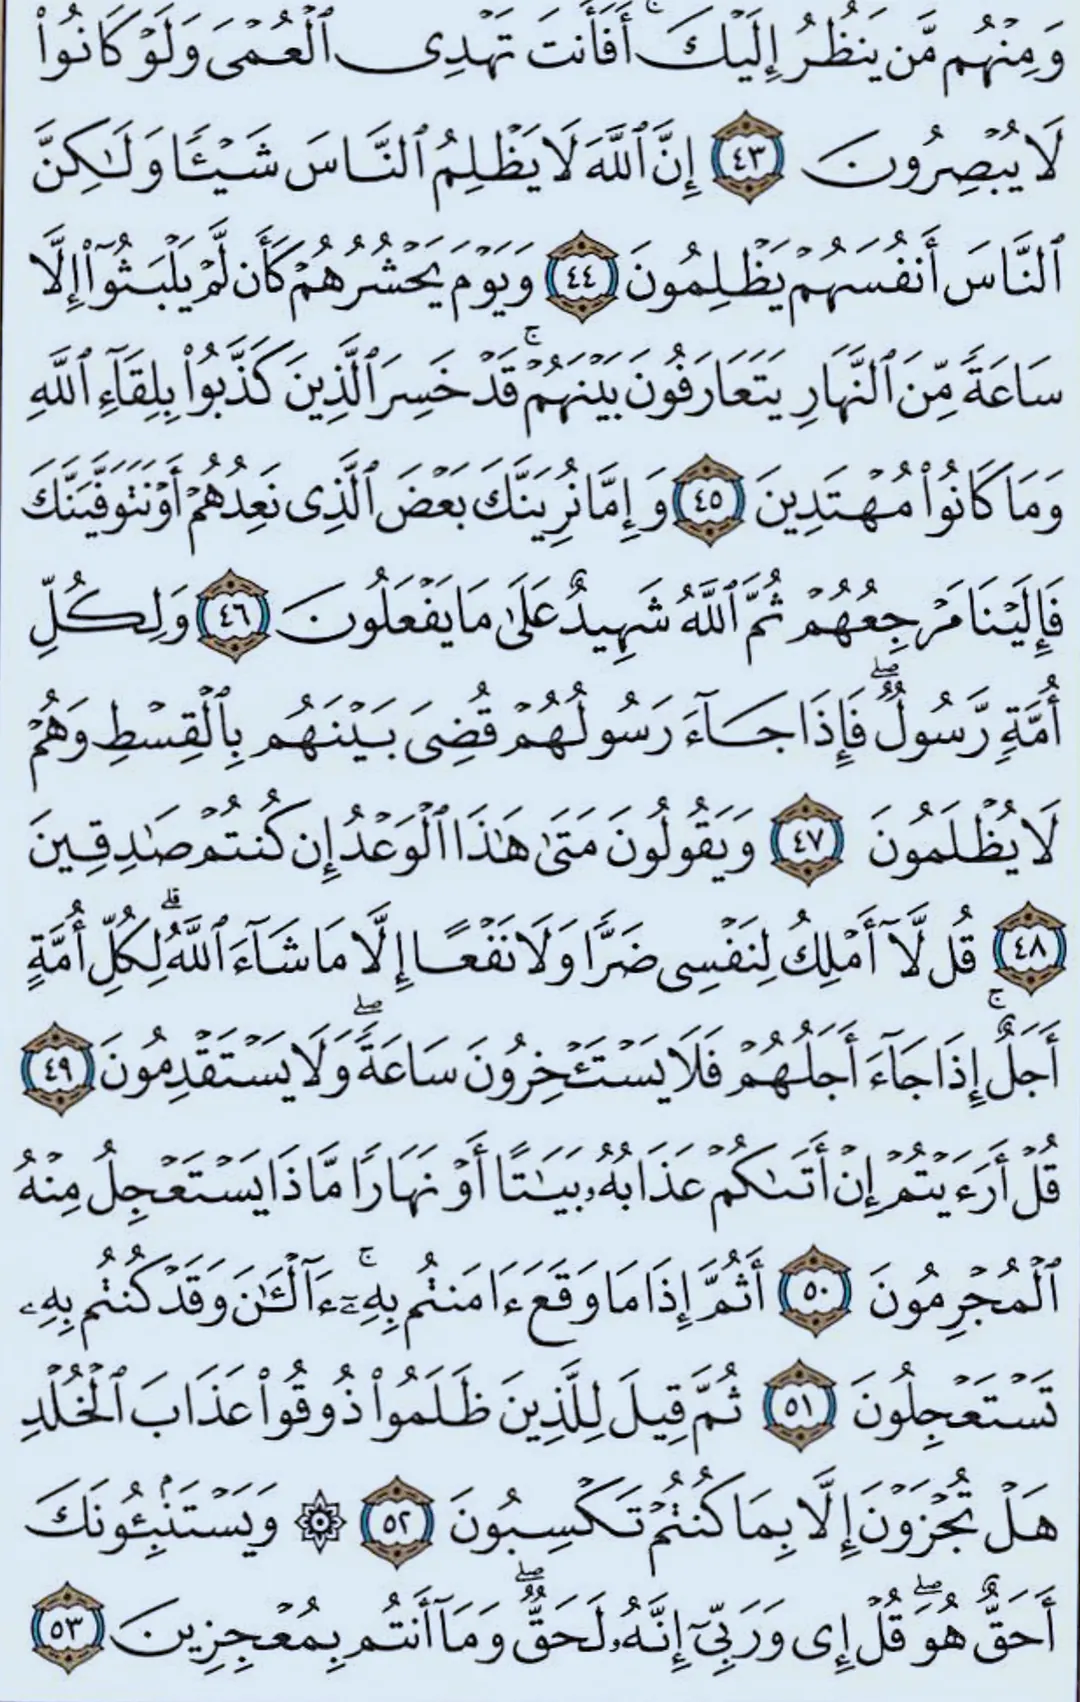 وَمِنْهُم مَّن يَنظُرُ إِلَيْكَ ۚ أَفَأَنتَ تَهْدِى ٱلْعُمْىَ وَلَوْ كَانُوا۟
لَا يُبْصِرُونَ ٤٣ إِنَّ ٱللَّهَ لَا يَظْلِمُ ٱلنَّاسَ شَيْـًٔا وَلَـٰكِنَّ
ٱلنَّاسَ أَنفُسَهُمْ يَظْلِمُونَ ٤٤ وَيَوْمَ يَحْشُرُهُمْ كَأَن لَّمْ يَلْبَثُوٓا۟ إِلَّا
سَاعَةً مِّنَ ٱلنَّهَارِ يَتَعَارَفُونَ بَيْنَهُمْ ۚ قَدْ خَسِرَ ٱلَّذِينَ كَذَّبُوا۟ بِلِقَآءِ ٱللَّهِ
وَمَا كَانُوا۟ مُهْتَدِينَ ٤٥ وَإِمَّا نُرِيَنَّكَ بَعْضَ ٱلَّذِى نَعِدُهُمْ أَوْ نَتَوَفَّيَنَّكَ
فَإِلَيْنَا مَرْجِعُهُمْ ثُمَّ ٱللَّهُ شَهِيدٌ عَلَىٰ مَا يَفْعَلُونَ ٤٦ وَلِكُلِّ
أُمَّةٍ رَّسُولٌ ۖ فَإِذَا جَآءَ رَسُولُهُمْ قُضِىَ بَيْنَهُم بِٱلْقِسْطِ وَهُمْ
لَا يُظْلَمُونَ ٤٧ وَيَقُولُونَ مَتَىٰ هَـٰذَا ٱلْوَعْدُ إِن كُنتُمْ صَـٰدِقِينَ
٤٨ قُل لَّآ أَمْلِكُ لِنَفْسِى ضَرًّا وَلَا نَفْعًا إِلَّا مَا شَآءَ ٱللَّهُ ۗ لِكُلِّ أُمَّةٍ
أَجَلٌ ۚ إِذَا جَآءَ أَجَلُهُمْ فَلَا يَسْتَـْٔخِرُونَ سَاعَةً ۖ وَلَا يَسْتَقْدِمُونَ ٤٩
قُلْ أَرَءَيْتُمْ إِنْ أَتَىٰكُمْ عَذَابُهُۥ بَيَـٰتًا أَوْ نَهَارًا مَّاذَا يَسْتَعْجِلُ مِنْهُ
ٱلْمُجْرِمُونَ ٥٠ أَثُمَّ إِذَا مَا وَقَعَ ءَامَنتُم بِهِۦٓ ۚ ءَآلْـَٔـٰنَ وَقَدْ كُنتُم بِهِۦ
تَسْتَعْجِلُونَ ٥١ ثُمَّ قِيلَ لِلَّذِينَ ظَلَمُوا۟ ذُوقُوا۟ عَذَابَ ٱلْخُلْدِ
هَلْ تُجْزَوْنَ إِلَّا بِمَا كُنتُمْ تَكْسِبُونَ ٥٢ ۞ وَيَسْتَنۢبِـُٔونَكَ
أَحَقٌّ هُوَ ۖ قُلْ إِى وَرَبِّىٓ إِنَّهُۥ لَحَقٌّ ۖ وَمَآ أَنتُم بِمُعْجِزِينَ ٥٣